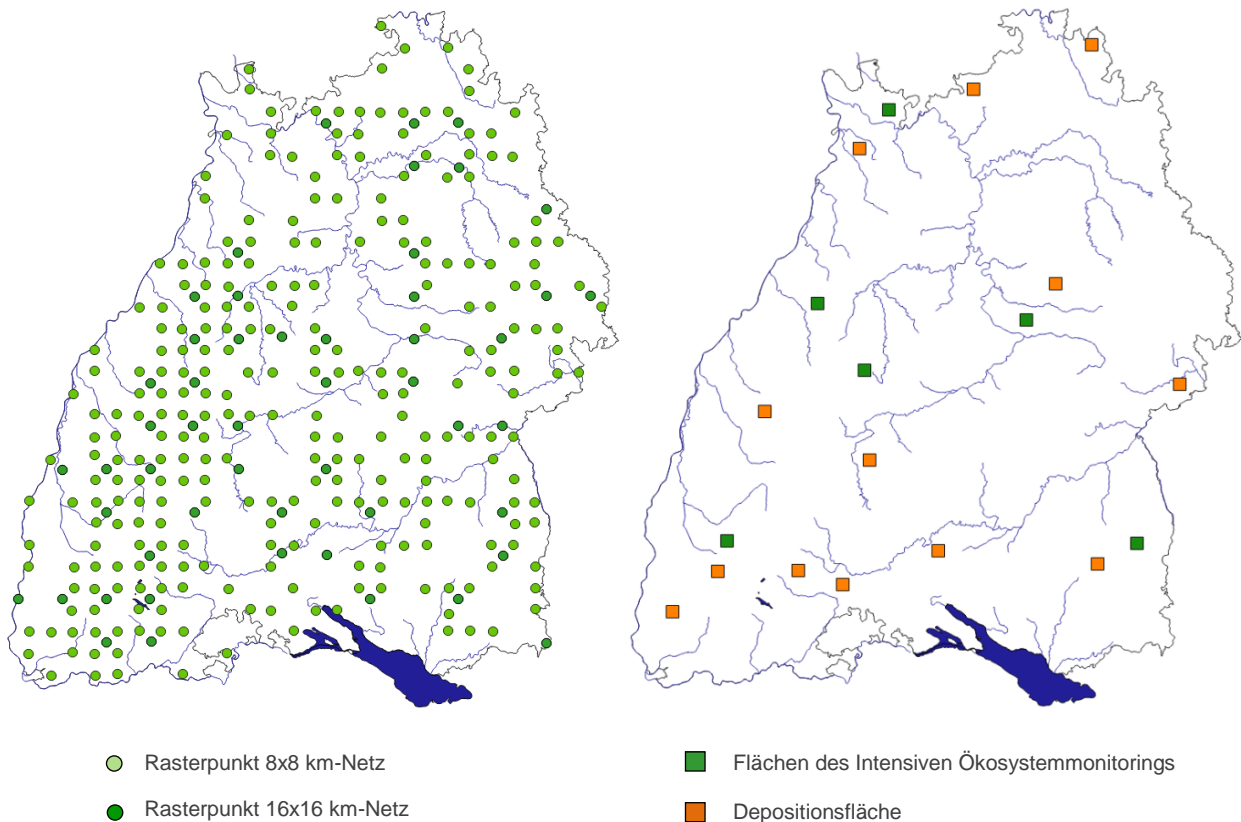 Rasterpunkt 8x8 km-Netz
Rasterpunkt 16x16 km-Netz
Flächen des Intensiven Ökosystemmonitorings
Depositionsfläche